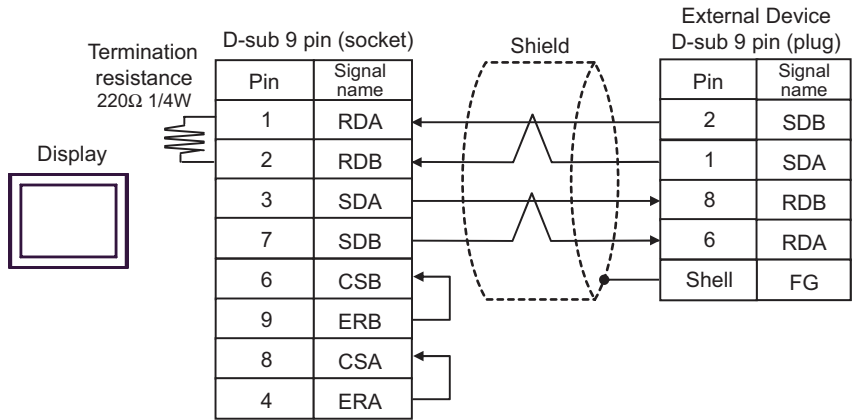 External Device
D-sub 9 pin (socket)
Shield
D-sub 9 pin (plug)
Termination
resistance
220Ω 1/4W
Display
Pin Signal name
1 RDA
2 RDB
3 SDA
7 SDB
6 CSB
9 ERB
8 CSA
4 ERA
Pin Signal name
2 SDB
1 SDA
8 RDB
6 RDA
Shell FG